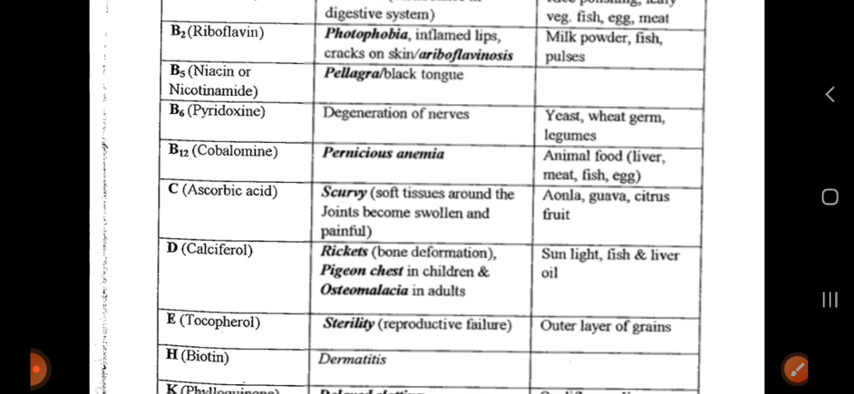 digestive system)
veg. fish, egg, meat
B2 (Riboflavin)
Photophobia, inflamed lips,
cracks on skin/ariboflavinosis
Milk powder, fish,
pulses
B5 (Niacin or
Nicotinamide)
Pellagra/black tongue
B6 (Pyridoxine)
Degeneration of nerves
Yeast, wheat germ,
legumes
B12 (Cobalomine)
Pernicious anemia
Animal food (liver,
meat, fish, egg)
C (Ascorbic acid)
Scurvy (soft tissues around the
Joints become swollen and
painful)
Aonla, guava, citrus
fruit
D (Calciferol)
Rickets (bone deformation),
Pigeon chest in children &
Osteomalacia in adults
Sun light, fish & liver
oil
E (Tocopherol)
Sterility (reproductive failure)
Outer layer of grains
H (Biotin)
Dermatitis
K (Phylloquinone)